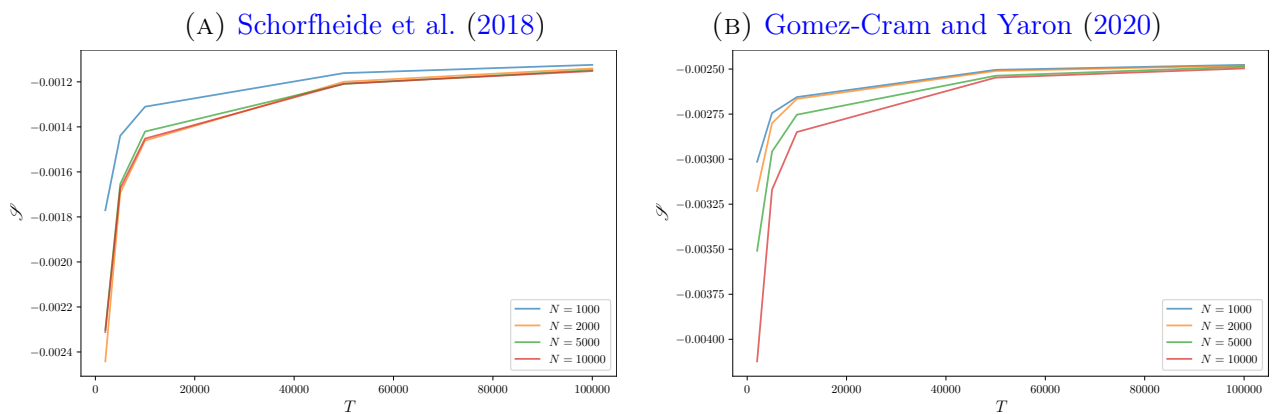 (A) Schorfheide et al. (2018)
−0.0012
−0.0014
−0.0016
−0.0018
−0.0020
−0.0022
−0.0024
𝒮
0 20000 40000 60000 80000 100000
T
N = 1000
N = 2000
N = 5000
N = 10000
(B) Gomez-Cram and Yaron (2020)
−0.00250
−0.00275
−0.00300
−0.00325
−0.00350
−0.00375
−0.00400
𝒮
0 20000 40000 60000 80000 100000
T
N = 1000
N = 2000
N = 5000
N = 10000